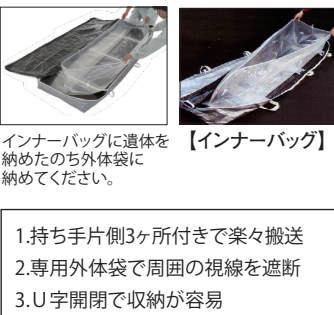 インナーバッグに遺体を
納めたのち外体袋に
納めてください。
【インナーバッグ】
1.持ち手片側3ヶ所付きで楽々搬送
2.専用外体袋で周囲の視線を遮断
3.U字開閉で収納が容易